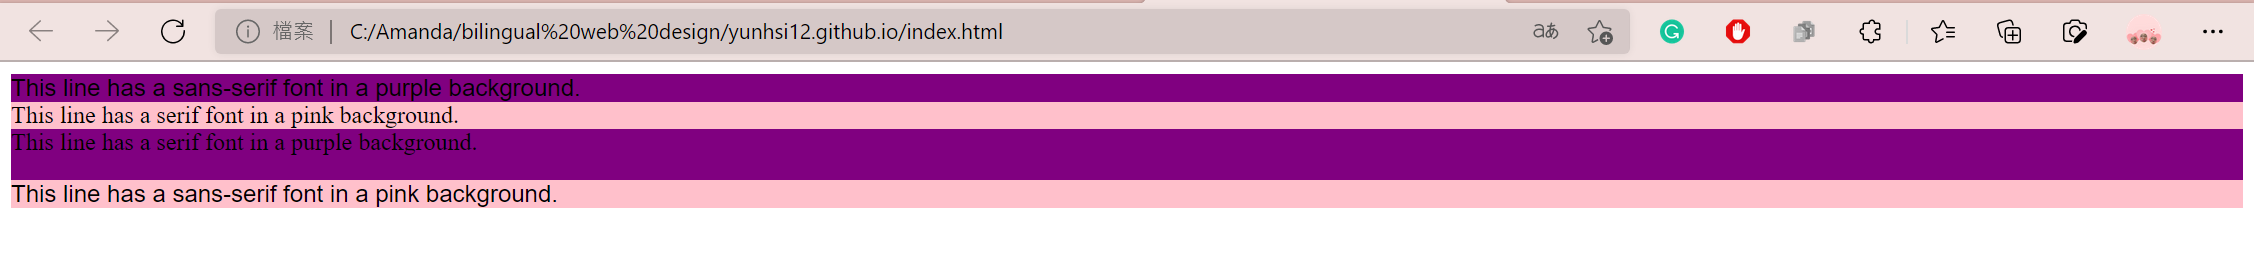 檔案 | C:/Amanda/bilingual%20web%20design/yunhsi12.github.io/index.html aあ
This line has a sans-serif font in a purple background.
This line has a serif font in a pink background.
This line has a serif font in a purple background.
This line has a sans-serif font in a pink background.